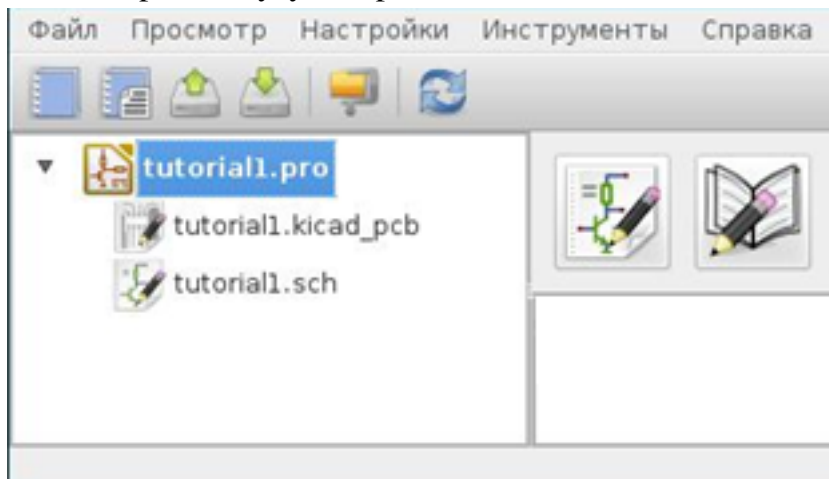 Файл Просмотр Настройки Инструменты Справка
tutorial1.pro
tutorial1.kicad_pcb
tutorial1.sch